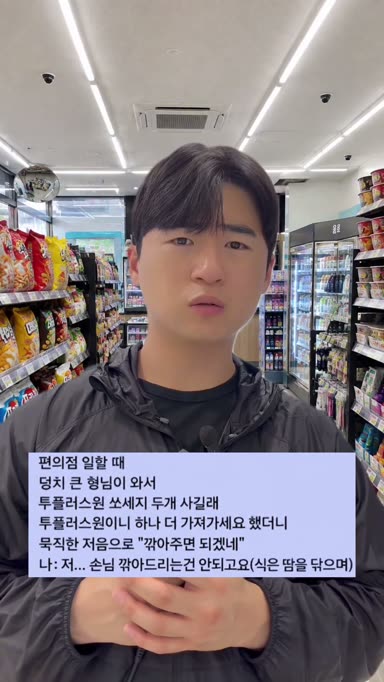 편의점 일할 때
덩치 큰 형님이 와서
투플러스원 쏘세지 두개 사길래
투플러스원이니 하나 더 가져가세요 했더니
묵직한 저음으로 "깎아주면 되겠네"
나 : 저... 손님 깎아드리는건 안되고요(식은 땀을 닦으며)